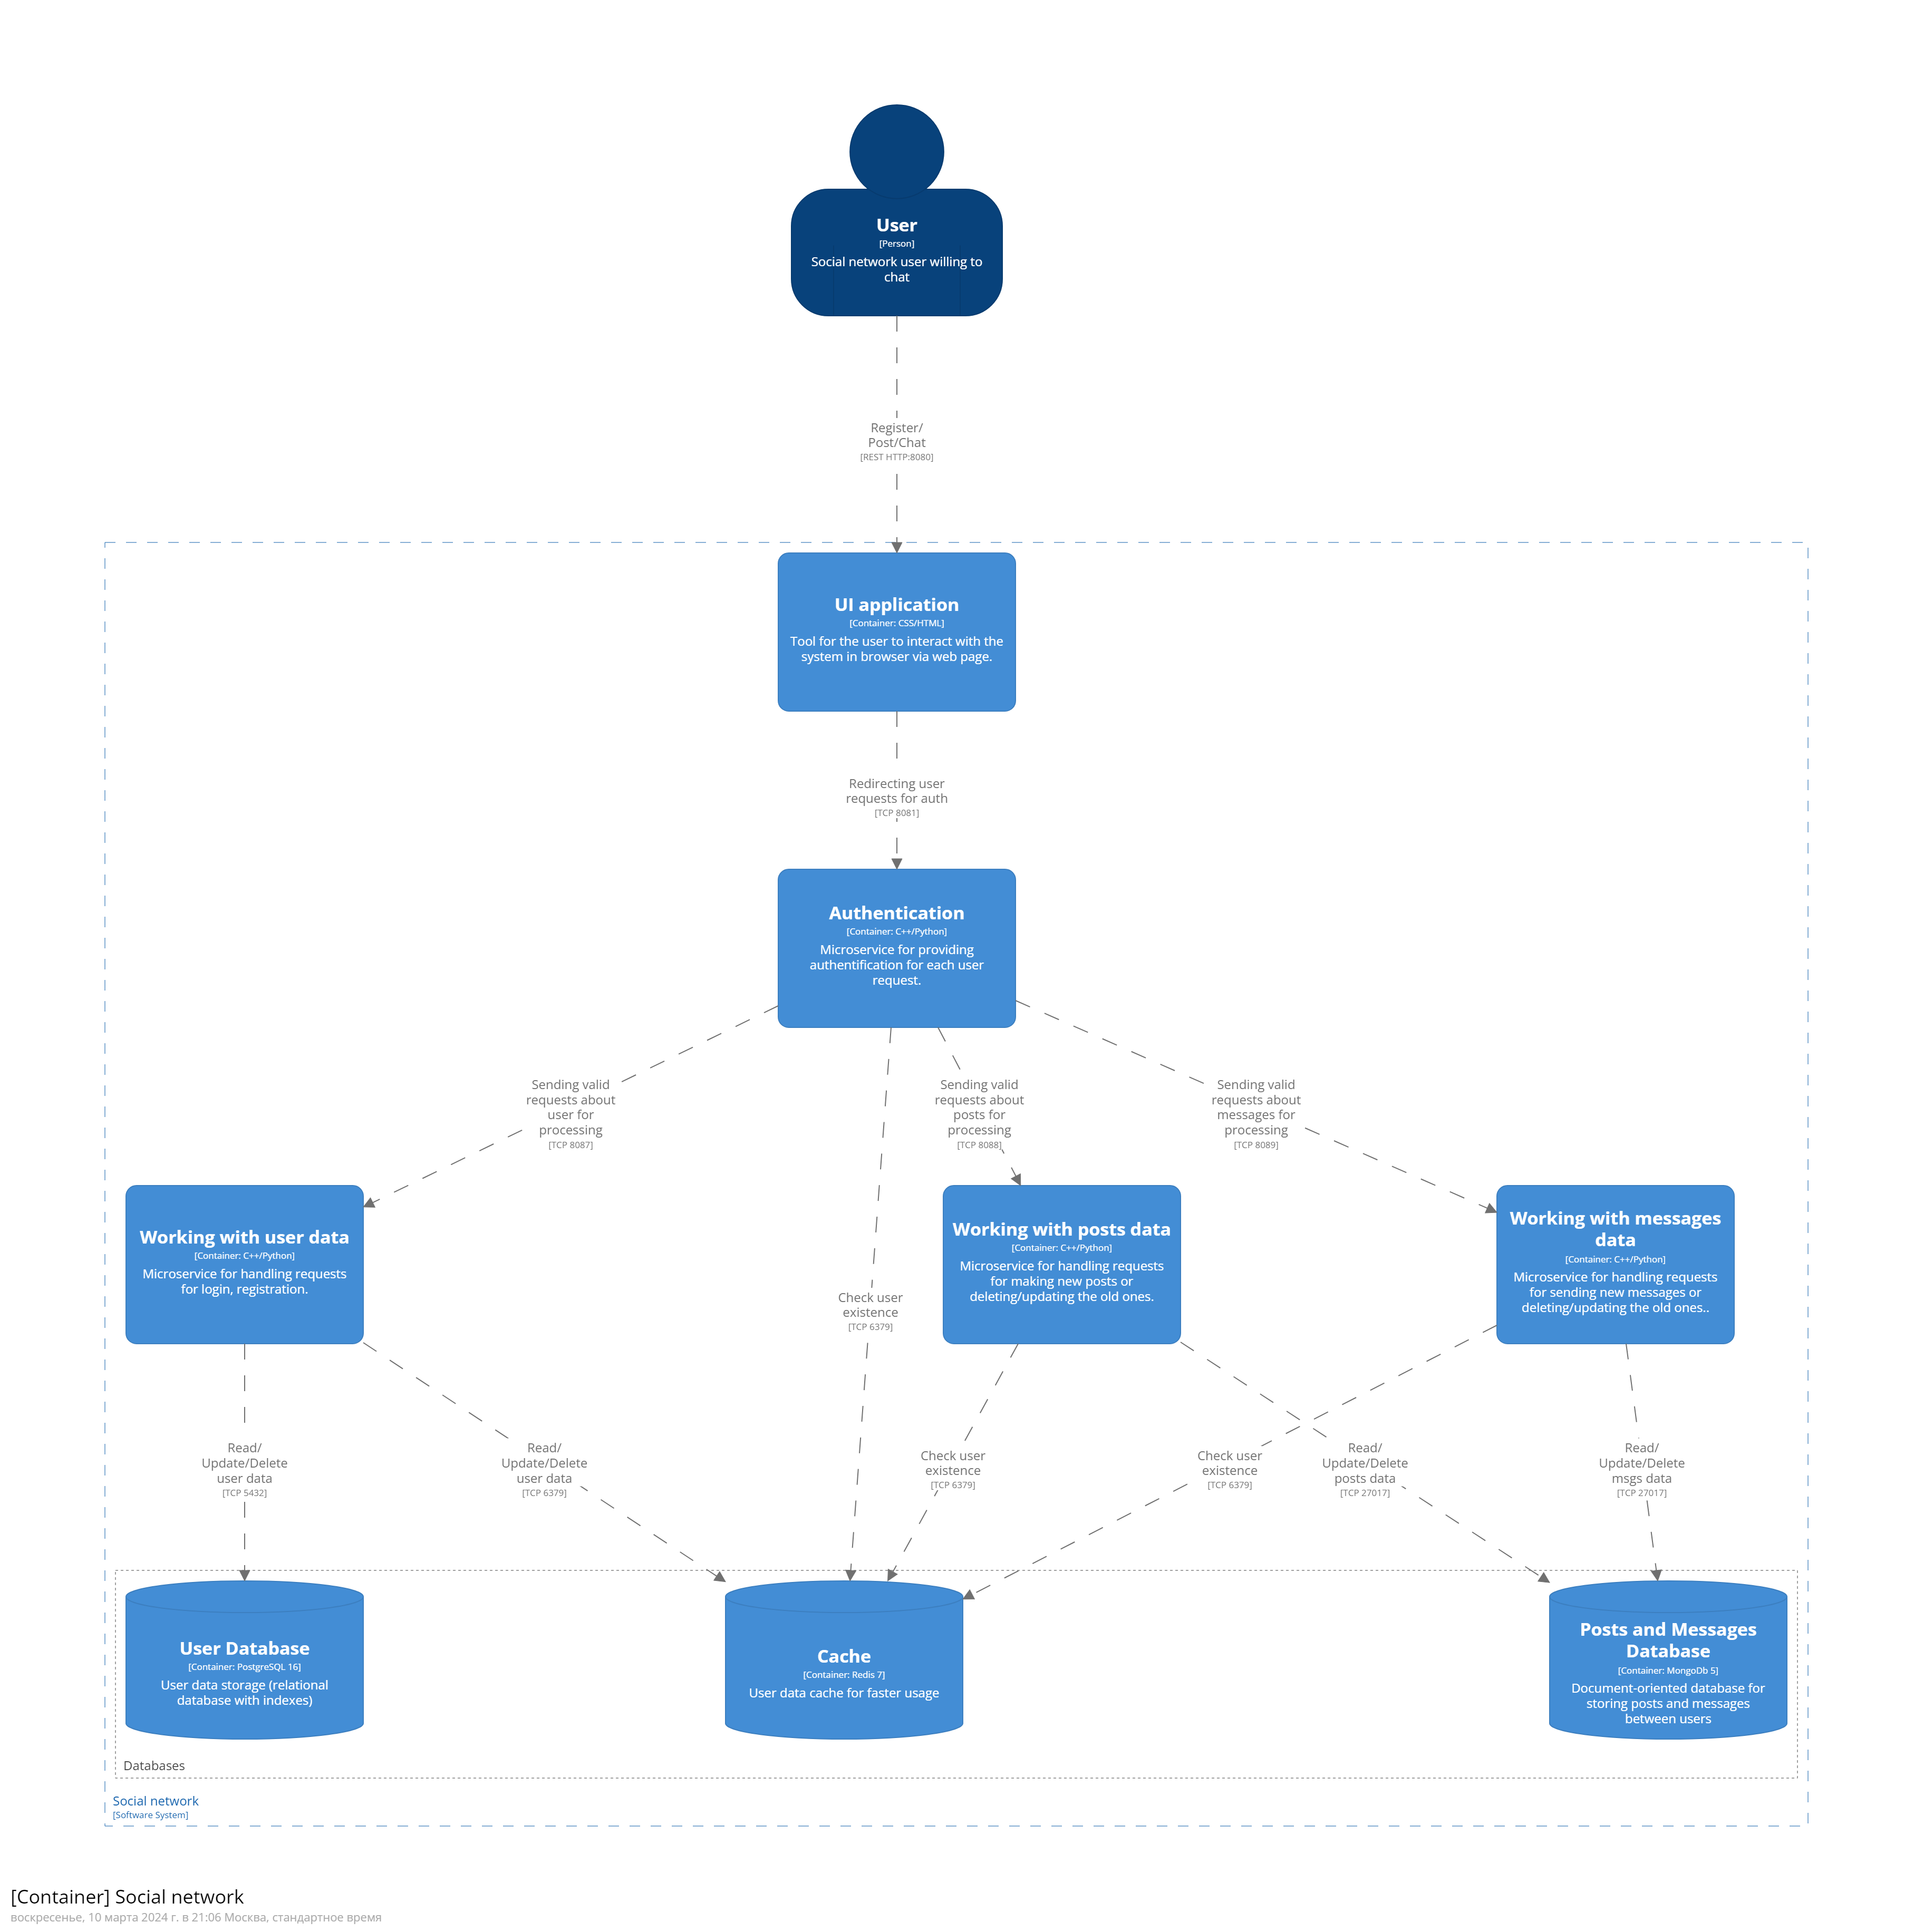 User
[Person]
Social network user willing to
chat
Register/
Post/Chat
[REST HTTP:8080]
UI application
[Container: CSS/HTML]
Tool for the user to interact with the
system in browser via web page.
Redirecting user
requests for auth
[TCP 8081]
Authentication
[Container: C++/Python]
Microservice for providing
authentification for each user
request.
Sending valid
requests about
user for
processing
[TCP 8087]
Sending valid
requests about
posts for
processing
[TCP 8088]
Sending valid
requests about
messages for
processing
[TCP 8089]
Working with user data
[Container: C++/Python]
Microservice for handling requests
for login, registration.
Check user
existence
[TCP 6379]
Working with posts data
[Container: C++/Python]
Microservice for handling requests
for making new posts or
deleting/updating the old ones.
Working with messages
data
[Container: C++/Python]
Microservice for handling requests
for sending new messages or
deleting/updating the old ones..
Read/
Update/Delete
user data
[TCP 5432]
Read/
Update/Delete
user data
[TCP 6379]
Check user
existence
[TCP 6379]
Check user
existence
[TCP 6379]
Read/
Update/Delete
posts data
[TCP 27017]
Read/
Update/Delete
msgs data
[TCP 27017]
User Database
[Container: PostgreSQL 16]
User data storage (relational
database with indexes)
Cache
[Container: Redis 7]
User data cache for faster usage
Posts and Messages
Database
[Container: MongoDb 5]
Document-oriented database for
storing posts and messages
between users
Databases
Social network
[Software System]
[Container] Social network
воскресенье, 10 марта 2024 г. в 21:06 Москва, стандартное время